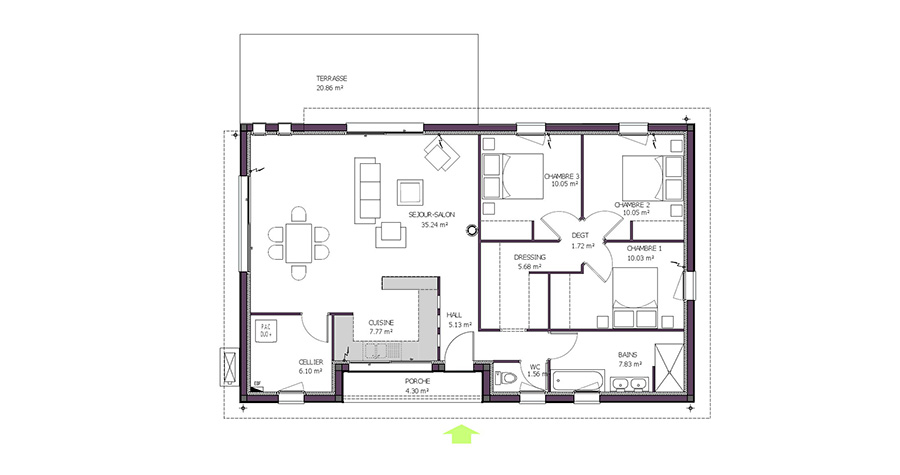 TERRASSE
20.86 m²
CHAMBRE 3
10.05 m²
CHAMBRE 2
10.05 m²
SEJOUR-SALON
35.24 m²
DEGT
1.72 m²
CHAMBRE 1
10.03 m²
DRESSING
5.68 m²
HALL
5.13 m²
CUISINE
7.77 m²
P.A.C
DUO+
CELLIER
6.10 m²
WC
1.56 m²
BAINS
7.83 m²
PORCHE
4.30 m²